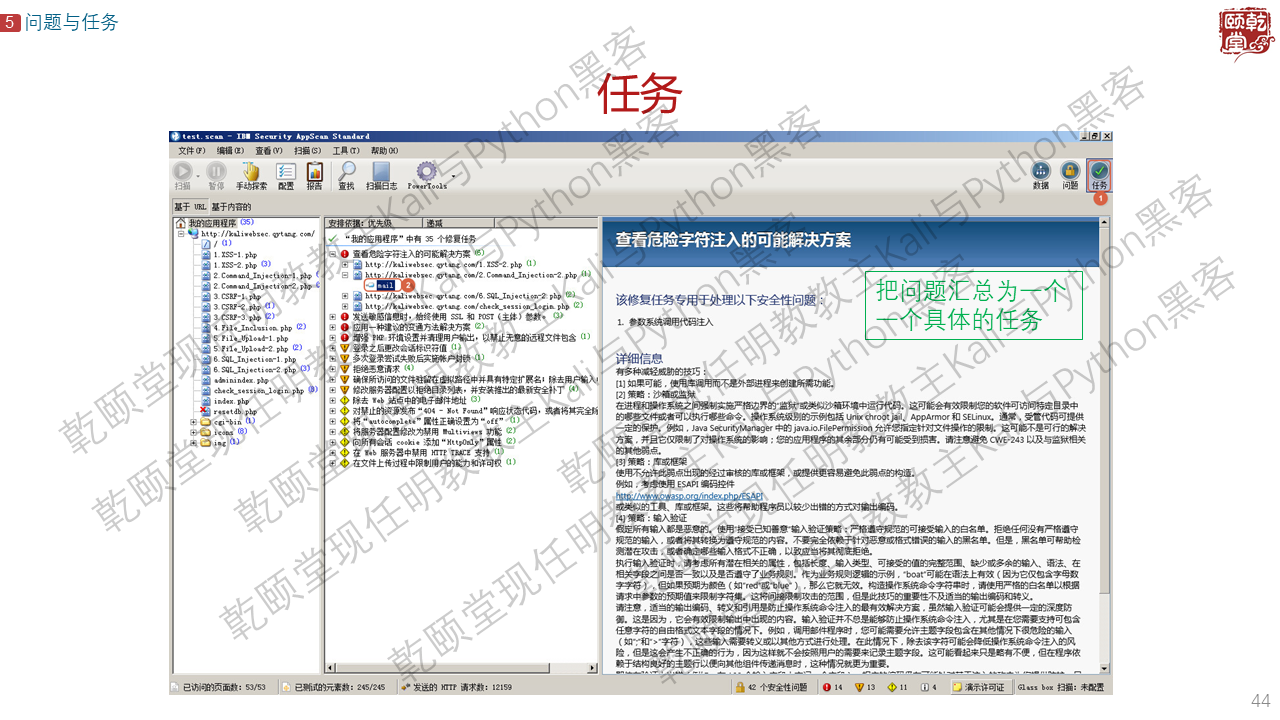 5 问题与任务
乾颐堂
任务
test.scan - IBM Security AppScan Standard
文件(F) 编辑(E) 查看(V) 扫描(S) 工具(T) 帮助(H)
扫描 暂停 手动探索 配置 报告 查找 扫描日志 PowerTools 数据 问题 任务
1
基于 URL 基于内容的
我的应用程序 (35)
http://kaliwebsec.qytang.com/
/ (1)
1.XSS-1.php
1.XSS-2.php (3)
2.Command_Injection-1.php
2.Command_Injection-2.php
3.CSRF-1.php
3.CSRF-2.php (1)
3.CSRF-3.php (2)
4.File_Inclusion.php (2)
5.File_Upload-1.php
5.File_Upload-2.php (2)
6.SQL_Injection-1.php
6.SQL_Injection-2.php (3)
adminindex.php
check_session_login.php (8)
index.php
resetdb.php
cgi-bin (1)
icons (8)
img (1)
安排依据: 优先级 递减
“我的应用程序”中有 35 个修复任务
查看危险字符注入的可能解决方案 (6)
http://kaliwebsec.qytang.com/1.XSS-2.php (1)
http://kaliwebsec.qytang.com/2.Command_Injection-2.php (1)
mail 2
http://kaliwebsec.qytang.com/6.SQL_Injection-2.php (2)
http://kaliwebsec.qytang.com/check_session_login.php (2)
发送敏感信息时，始终使用 SSL 和 POST（主体）参数。 (3)
应用一种建议的变通方法解决方案 (2)
增强 PHP 环境设置并清理用户输出，以禁止无意的远程文件包含 (1)
登录之后更改会话标识符值 (1)
多次登录尝试失败后实施帐户封锁 (1)
拒绝恶意请求 (4)
确保所访问的文件驻留在虚拟路径中并具有特定扩展名；除去用户输入
修改服务器配置以拒绝目录列表，并安装推出的最新安全补丁 (4)
除去 Web 站点中的电子邮件地址 (3)
对禁止的资源发布“404 - Not Found”响应状态代码，或者将其完全除
将“autocomplete”属性正确设置为“off” (1)
将服务器配置修改为禁用 Multiviews 功能 (2)
向所有会话 cookie 添加“HttpOnly”属性 (2)
在 Web 服务器中禁用 HTTP TRACE 支持 (1)
在文件上传过程中限制用户的能力和许可权 (1)
查看危险字符注入的可能解决方案
该修复任务专用于处理以下安全性问题：
1. 参数系统调用代码注入
把问题汇总为一个
一个具体的任务
详细信息
有多种减轻威胁的技巧：
[1] 如果可能，使用库调用而不是外部进程来创建所需功能。
[2] 策略：沙箱或监狱
在进程和操作系统之间强制实施严格边界的“监狱”或类似沙箱环境中运行代码。这可能会有效限制您的软件可访问特定目录中
的哪些文件或者可以执行哪些命令。操作系统级别的示例包括 Unix chroot jail、AppArmor 和 SELinux。通常，受管代码可提供
一定的保护。例如，Java SecurityManager 中的 java.io.FilePermission 允许您指定针对文件操作的限制。这可能不是可行的解决
方案，并且它仅限制了对操作系统的影响；您的应用程序的其余部分仍有可能受到损害。请注意避免 CWE-243 以及与监狱相关
的其他弱点。
[3] 策略：库或框架
使用不允许此弱点出现的经过审核的库或框架，或提供更容易避免此弱点的构造。
例如，考虑使用 ESAPI 编码控件
http://www.owasp.org/index.php/ESAPI
或类似的工具、库或框架。这些将帮助程序员以较少出错的方式对输出编码。
[4] 策略：输入验证
假定所有输入都是恶意的。使用“接受已知善意”输入验证策略：严格遵守规范的可接受输入的白名单。拒绝任何没有严格遵守
规范的输入，或者将其转换为遵守规范的内容。不要完全依赖于针对恶意或格式错误的输入的黑名单。但是，黑名单可帮助检
测潜在攻击，或者确定哪些输入格式不正确，以致应当将其彻底拒绝。
执行输入验证时，请考虑所有潜在相关的属性，包括长度、输入类型、可接受的值的完整范围、缺少或多余的输入、语法、在
相关字段之间是否一致以及是否遵守了业务规则。作为业务规则逻辑的示例，“boat”可能在语法上有效（因为它仅包含字母数
字字符），但如果预期为颜色（如“red”或“blue”），那么它就无效。构造操作系统命令字符串时，请使用严格的白名单以根据
请求中参数的预期值来限制字符集。这将间接限制攻击的范围，但是此技巧的重要性不及适当的输出编码和转义。
请注意，适当的输出编码、转义和引用是防止操作系统命令注入的最有效解决方案，虽然输入验证可能会提供一定的深度防
御。这是因为，它会有效限制输出中出现的内容。输入验证并不总是能够防止操作系统命令注入，尤其是在您需要支持可包含
任意字符的自由格式文本字段的情况下。例如，调用邮件程序时，您可能需要允许主题字段包含在其他情况下很危险的输入
（如“;”和“>”字符），这些输入需要转义或以其他方式进行处理。在此情况下，除去该字符可能会降低操作系统命令注入的风
险，但是这会产生不正确的行为，因为这样就不会按照用户的需要来记录主题字段。这可能看起来只是略有不便，但在程序依
赖于结构良好的主题行以便向其他组件传递消息时，这种情况就更为重要。
已访问的页面数: 53/53 已测试的元素数: 245/245 发送的 HTTP 请求数: 12159 42 个安全性问题 14 13 11 4 演示许可证 Glass box 扫描: 未配置
乾颐堂现任明教教主Kali与Python黑客
44